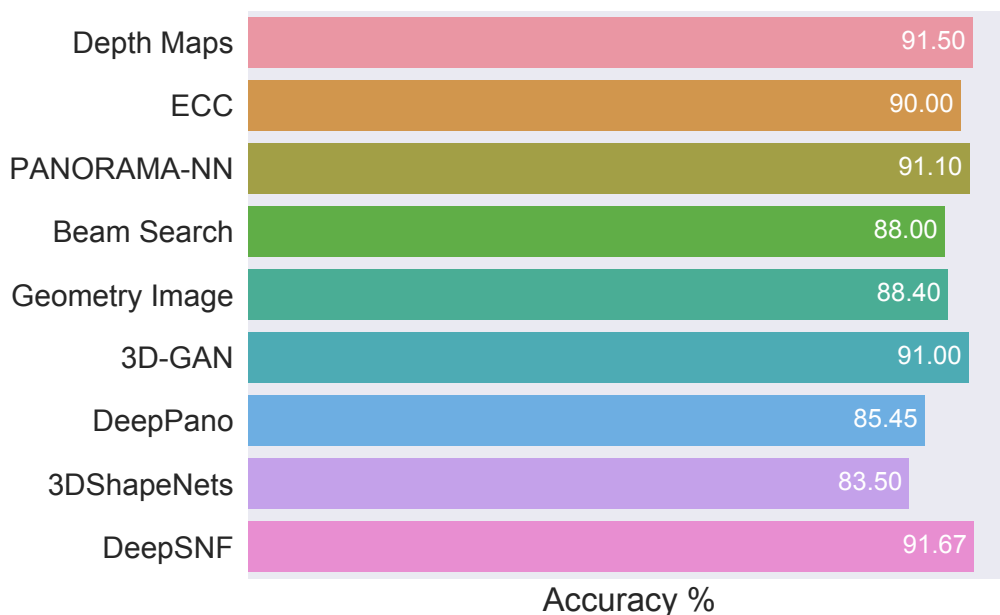 Depth Maps 91.50
ECC 90.00
PANORAMA-NN 91.10
Beam Search 88.00
Geometry Image 88.40
3D-GAN 91.00
DeepPano 85.45
3DShapeNets 83.50
DeepSNF 91.67
Accuracy %